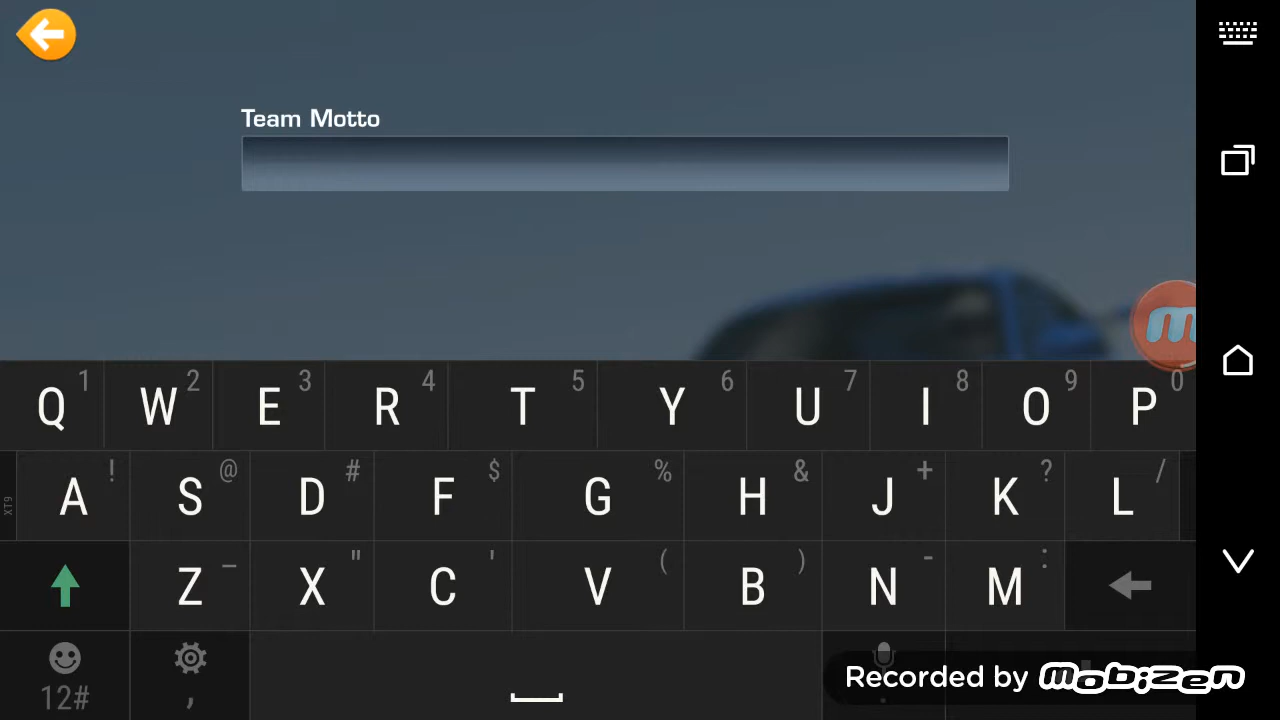 Team Motto
Q 1 W 2 E 3 R 4 T 5 Y 6 U 7 I 8 O 9 P 0
XT9 A ! S @ D # F $ G % H & J + K ? L /
Z _ X " C ' V ( B ) N - M :
12# , .
Recorded by mobizen